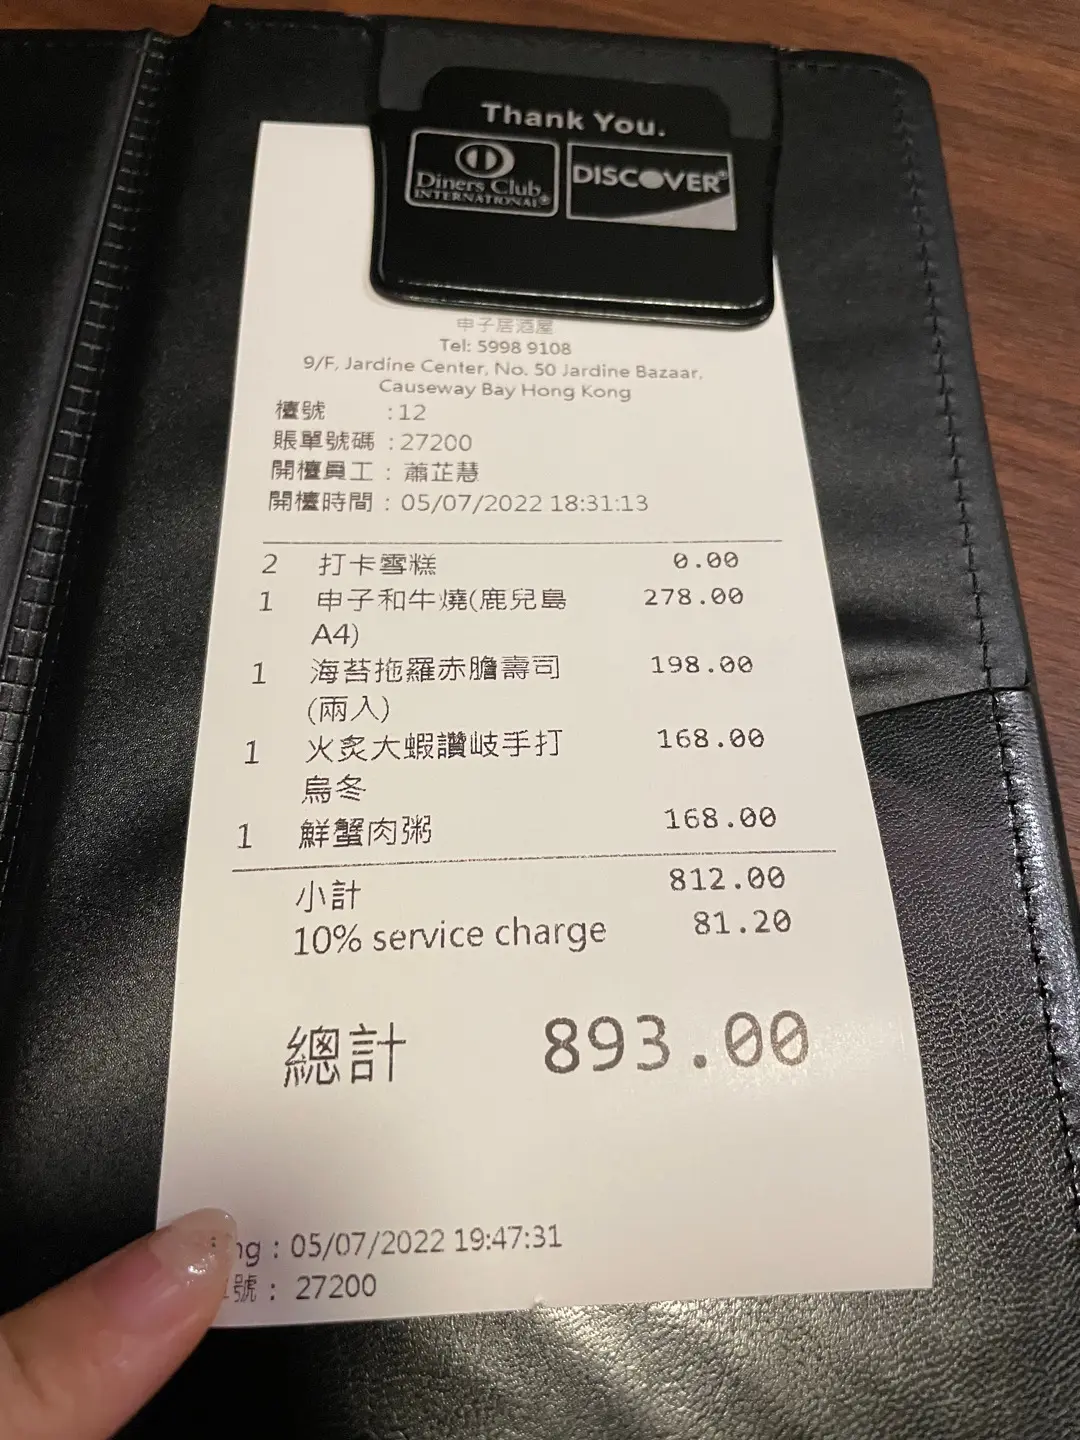 Thank You.
Diners Club
INTERNATIONAL®
DISCOVER®
申子居酒屋
Tel: 5998 9108
9/F, Jardine Center, No. 50 Jardine Bazaar,
Causeway Bay Hong Kong
檯號 : 12
賬單號碼 : 27200
開檯員工 : 蕭芷慧
開檯時間 : 05/07/2022 18:31:13
2 打卡雪糕 0.00
1 申子和牛燒(鹿兒島 278.00
A4)
1 海苔拖羅赤膽壽司 198.00
(兩入)
1 火炙大蝦讚岐手打 168.00
烏冬
1 鮮蟹肉粥 168.00
小計 812.00
10% service charge 81.20
總計 893.00
: 05/07/2022 19:47:31
號 : 27200